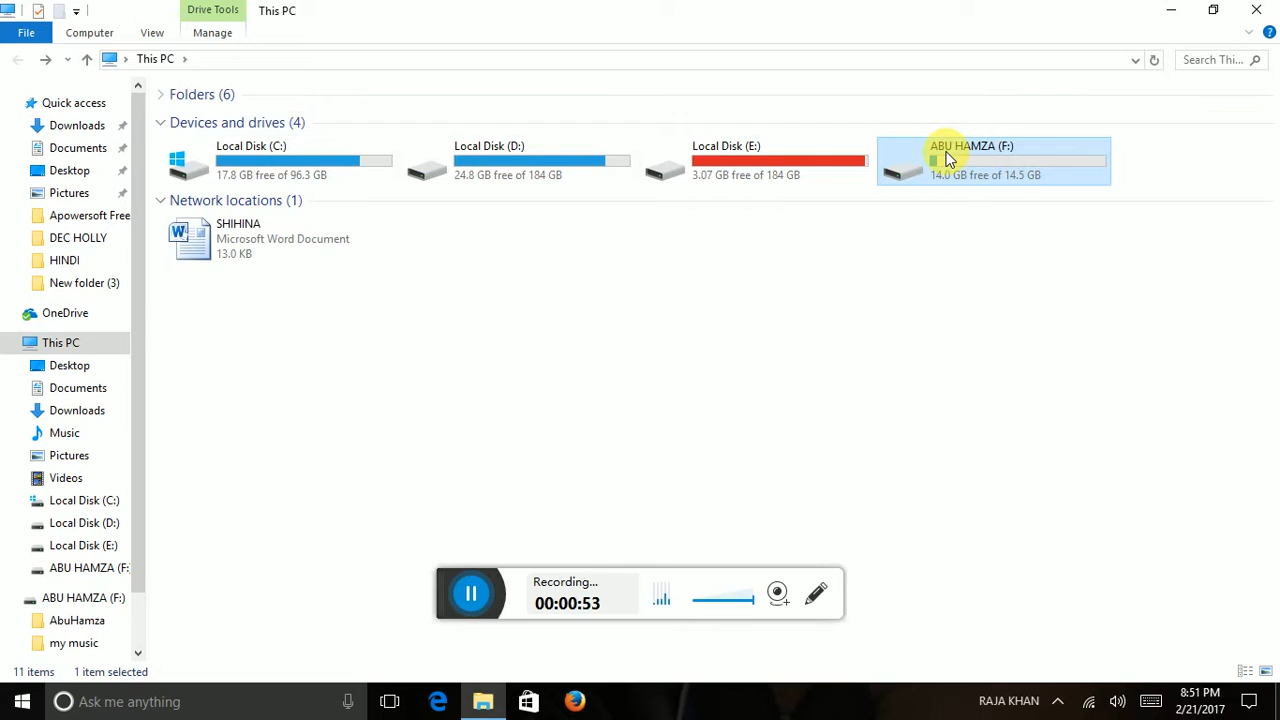 Drive Tools
This PC
File
Computer
View
Manage
This PC
Search Thi...
Quick access
Downloads
Documents
Desktop
Pictures
Apowersoft Free
DEC HOLLY
HINDI
New folder (3)
OneDrive
This PC
Desktop
Documents
Downloads
Music
Pictures
Videos
Local Disk (C:)
Local Disk (D:)
Local Disk (E:)
ABU HAMZA (F:
ABU HAMZA (F:)
AbuHamza
my music
Folders (6)
Devices and drives (4)
Local Disk (C:)
17.8 GB free of 96.3 GB
Local Disk (D:)
24.8 GB free of 184 GB
Local Disk (E:)
3.07 GB free of 184 GB
ABU HAMZA (F:)
14.0 GB free of 14.5 GB
Network locations (1)
SHIHINA
Microsoft Word Document
13.0 KB
Recording...
00:00:53
11 items
1 item selected
Ask me anything
RAJA KHAN
8:51 PM
2/21/2017